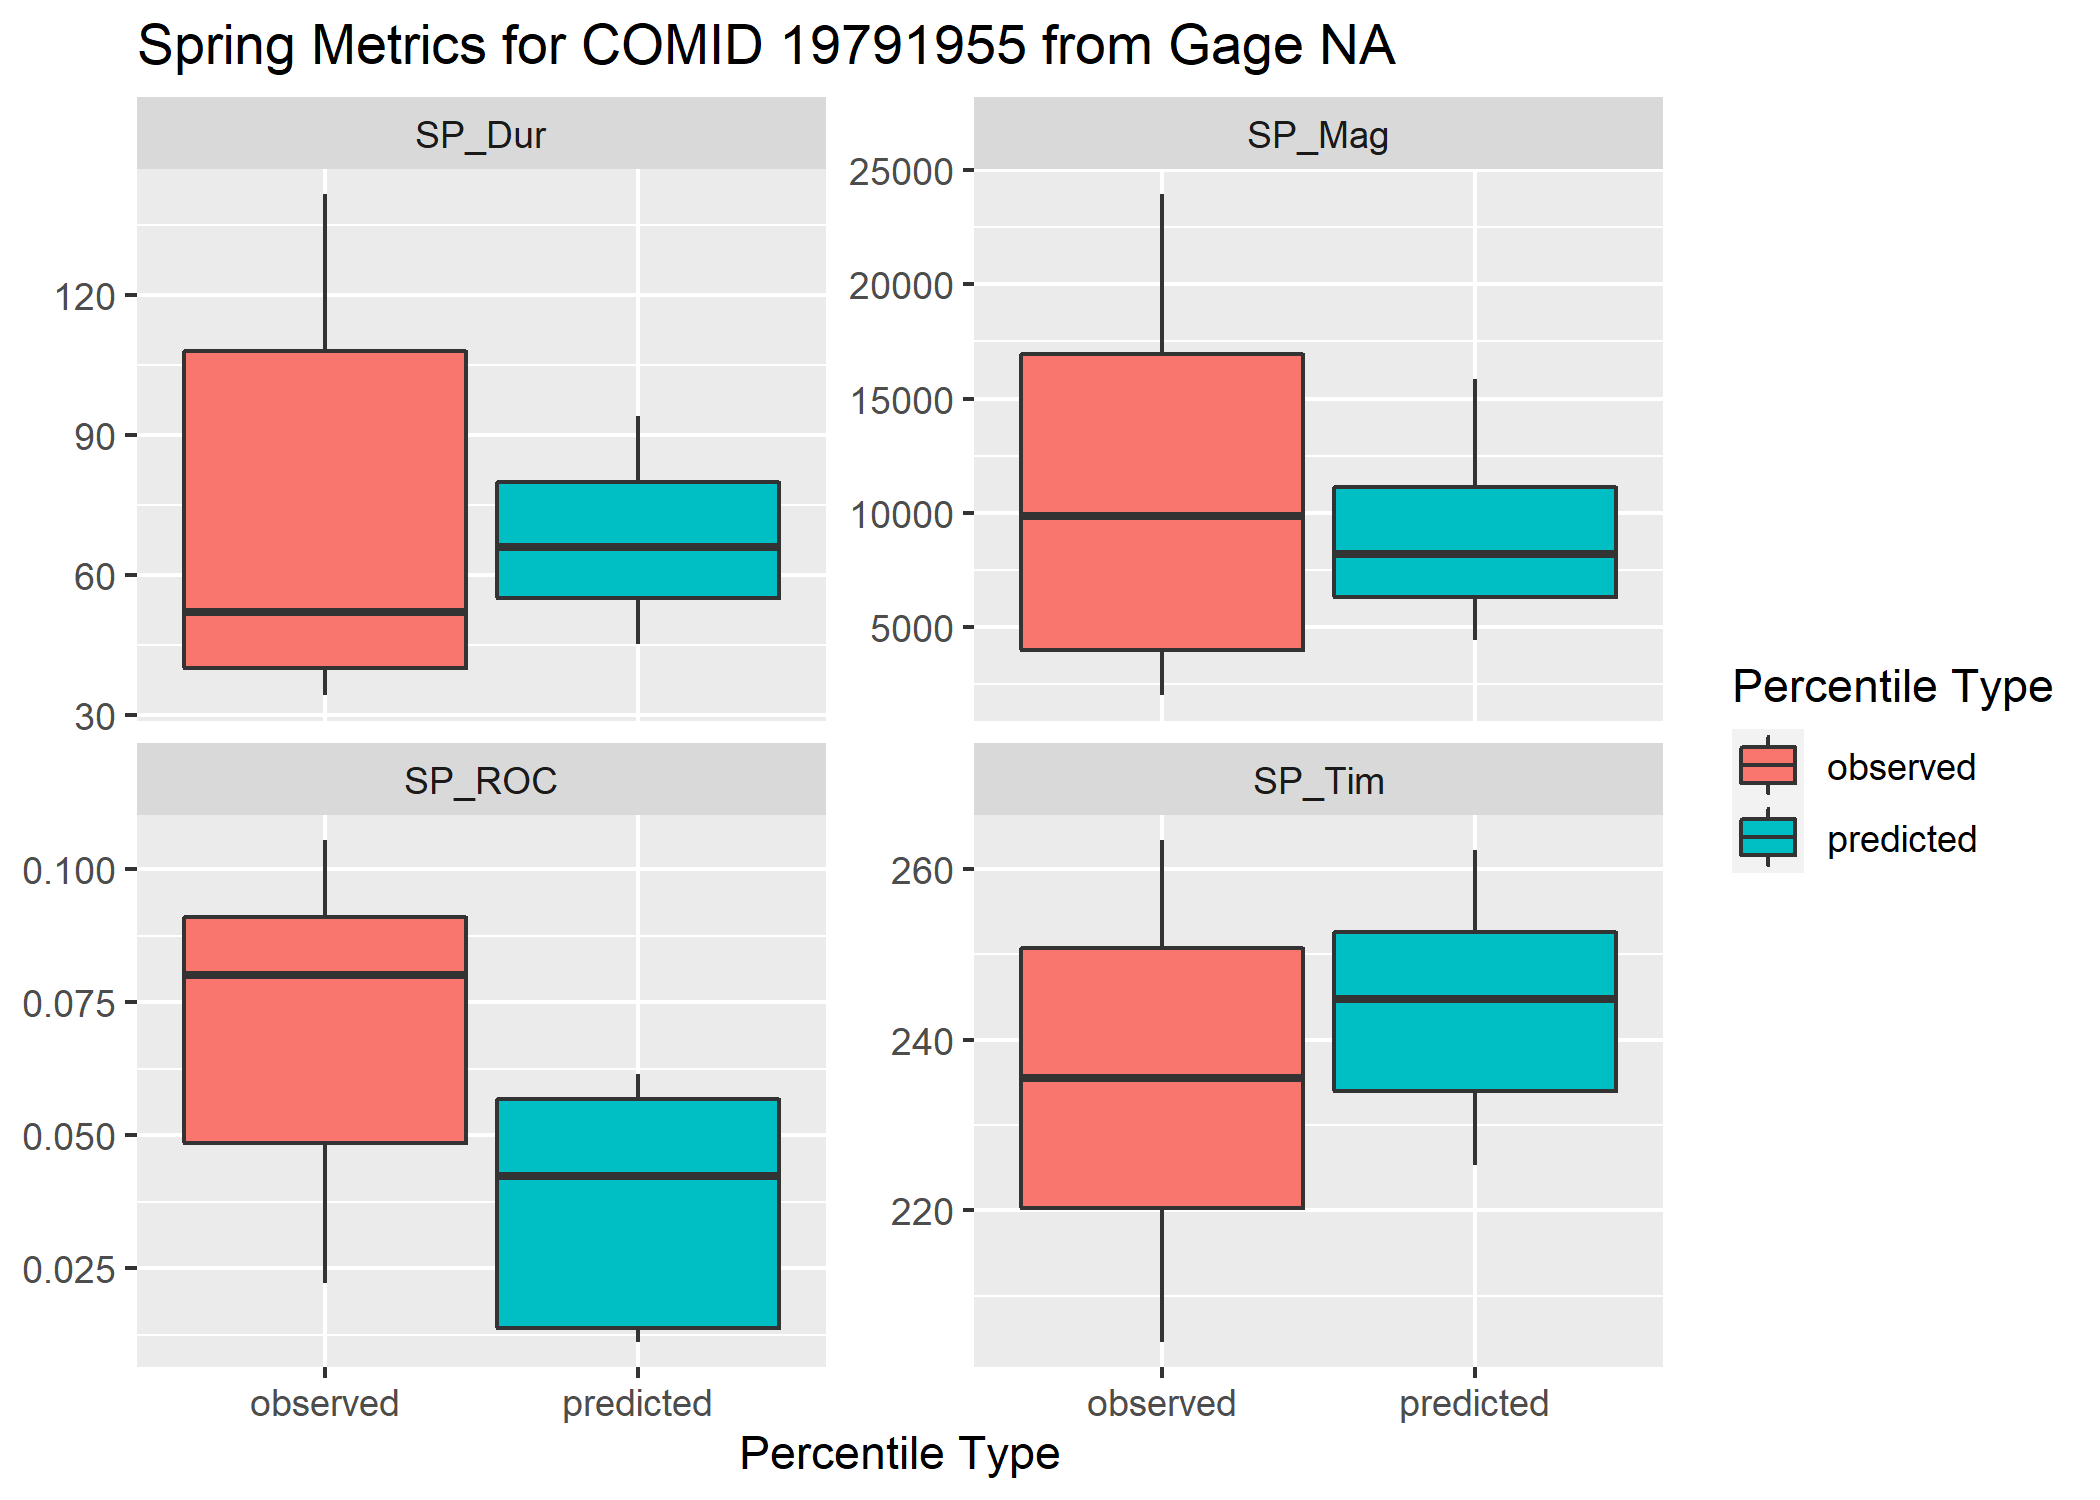 Spring Metrics for COMID 19791955 from Gage NA
SP_Dur
SP_Mag
120
90
60
30
25000
20000
15000
10000
5000
SP_ROC
SP_Tim
0.100
0.075
0.050
0.025
260
240
220
observed
predicted
observed
predicted
Percentile Type
Percentile Type
observed
predicted